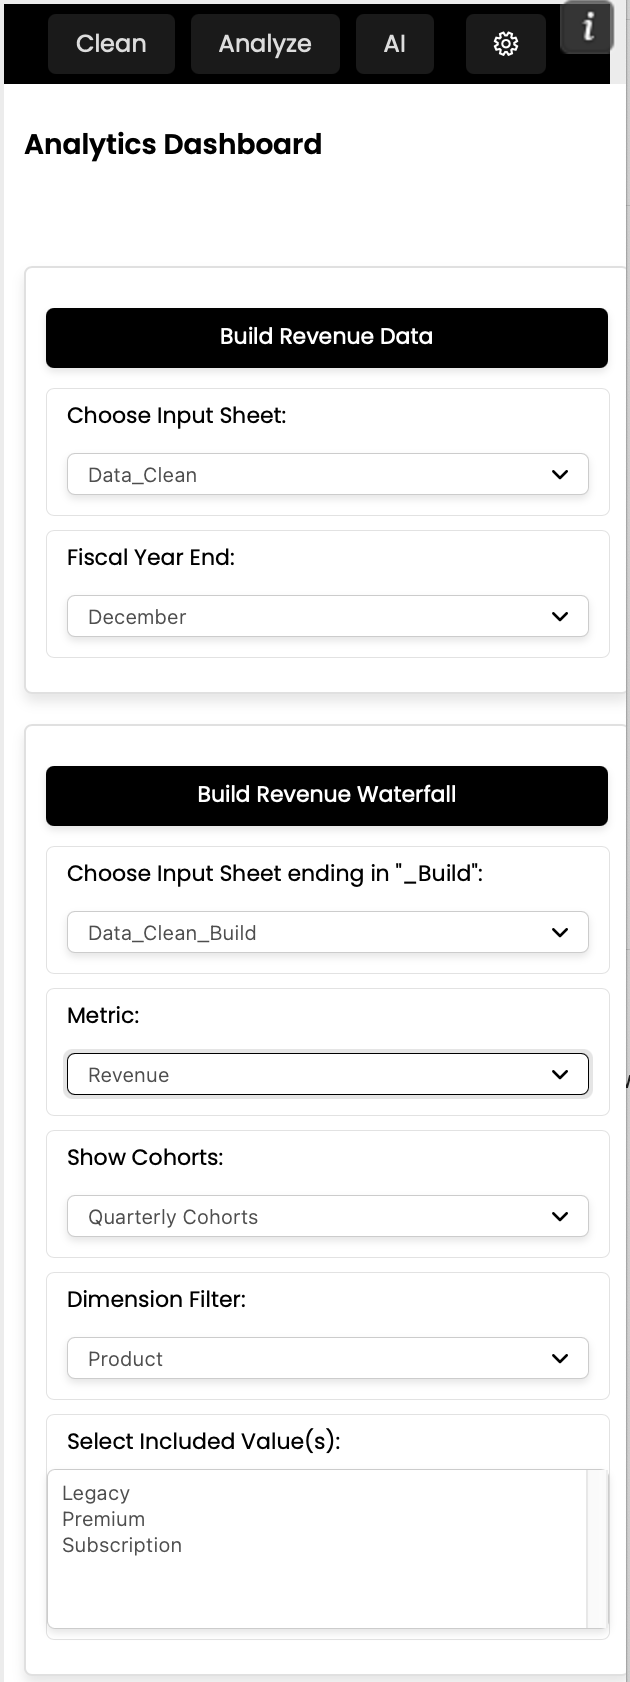 Clean Analyze AI i
Analytics Dashboard
Build Revenue Data
Choose Input Sheet:
Data_Clean
Fiscal Year End:
December
Build Revenue Waterfall
Choose Input Sheet ending in "_Build":
Data_Clean_Build
Metric:
Revenue
Show Cohorts:
Quarterly Cohorts
Dimension Filter:
Product
Select Included Value(s):
Legacy
Premium
Subscription